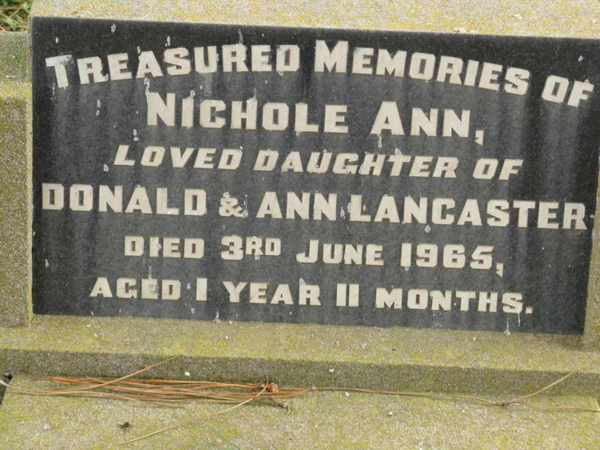 TREASURED MEMORIES OF
NICHOLE ANN,
LOVED DAUGHTER OF
DONALD & ANN LANCASTER
DIED 3RD JUNE 1965,
AGED 1 YEAR 11 MONTHS.